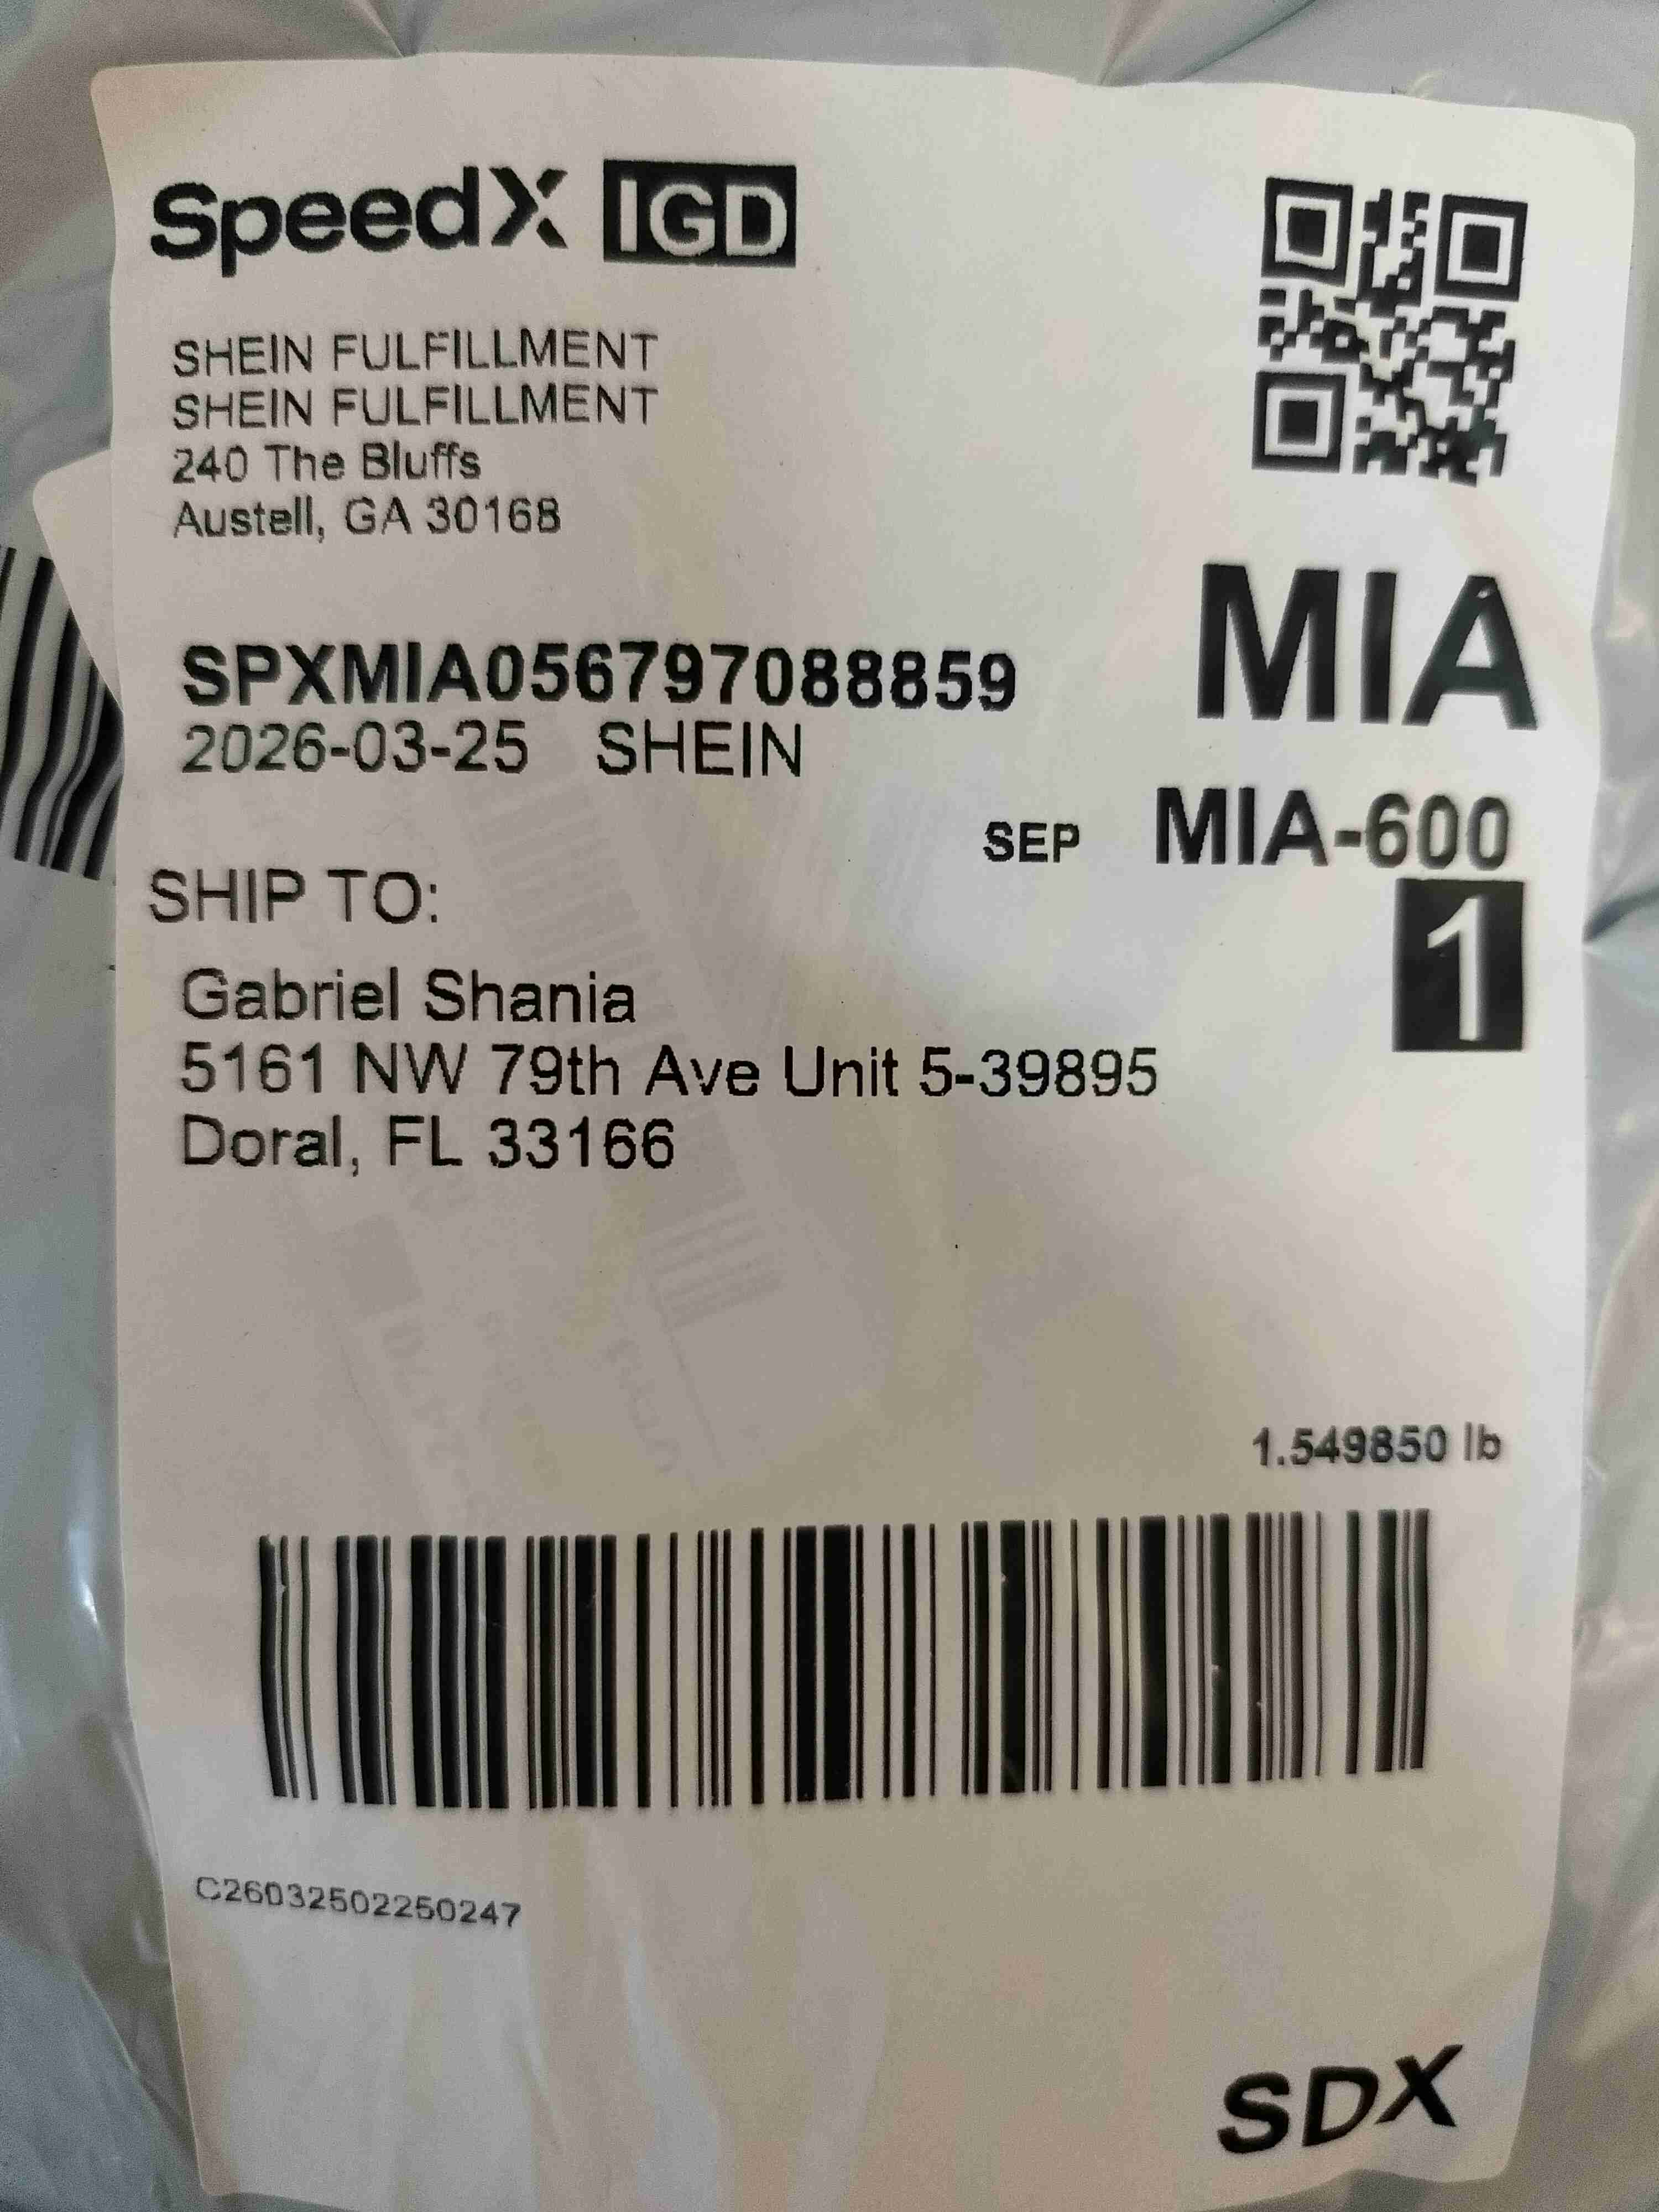 SpeedX IGD
SHEIN FULFILLMENT
SHEIN FULFILLMENT
240 The Bluffs
Austell, GA 30168
MIA
SPXMIA056797088859
2026-03-25 SHEIN
SEP MIA-600
1
SHIP TO:
Gabriel Shania
5161 NW 79th Ave Unit 5-39895
Doral, FL 33166
1.549850 lb
C26032502250247
SDX